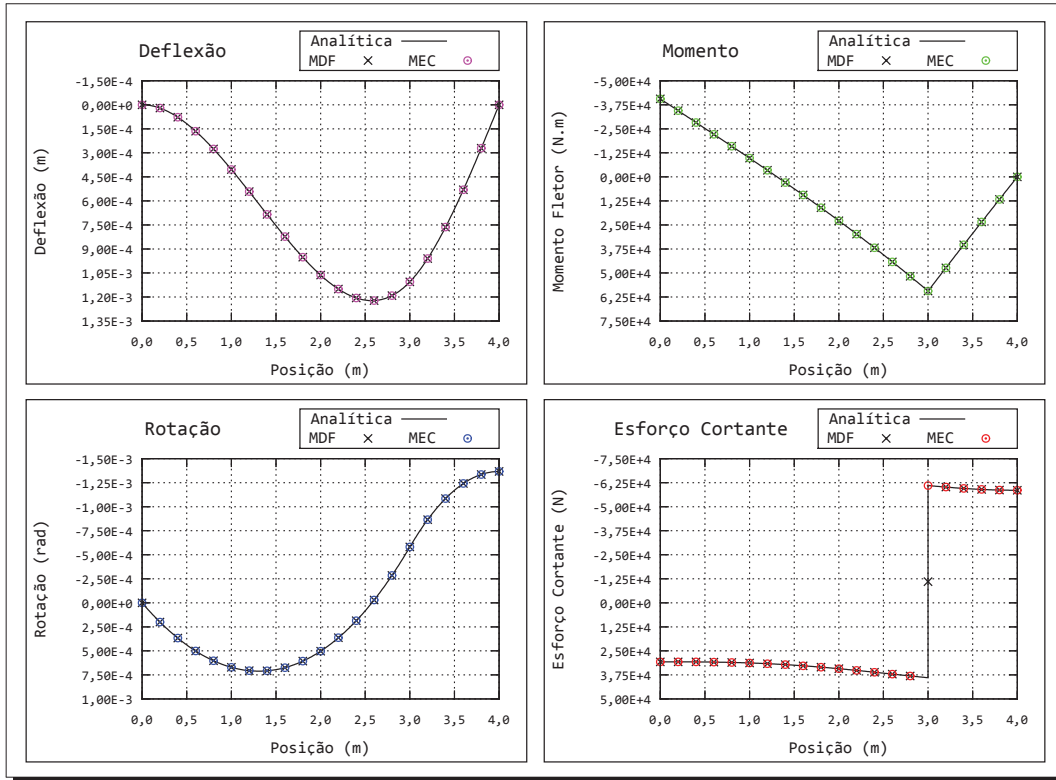 Deflexão
Analítica
MDF MEC
-1,50E-4
0,00E+0
1,50E-4
3,00E-4
4,50E-4
6,00E-4
7,50E-4
9,00E-4
1,05E-3
1,20E-3
1,35E-3
Deflexão (m)
0,0 0,5 1,0 1,5 2,0 2,5 3,0 3,5 4,0
Posição (m)
Momento
Analítica
MDF MEC
-5,00E+4
-3,75E+4
-2,50E+4
-1,25E+4
0,00E+0
1,25E+4
2,50E+4
3,75E+4
5,00E+4
6,25E+4
7,50E+4
Momento Fletor (N.m)
0,0 0,5 1,0 1,5 2,0 2,5 3,0 3,5 4,0
Posição (m)
Rotação
Analítica
MDF MEC
-1,50E-3
-1,25E-3
-1,00E-3
-7,50E-4
-5,00E-4
-2,50E-4
0,00E+0
2,50E-4
5,00E-4
7,50E-4
1,00E-3
Rotação (rad)
0,0 0,5 1,0 1,5 2,0 2,5 3,0 3,5 4,0
Posição (m)
Esforço Cortante
Analítica
MDF MEC
-7,50E+4
-6,25E+4
-5,00E+4
-3,75E+4
-2,50E+4
-1,25E+4
0,00E+0
1,25E+4
2,50E+4
3,75E+4
5,00E+4
Esforço Cortante (N)
0,0 0,5 1,0 1,5 2,0 2,5 3,0 3,5 4,0
Posição (m)